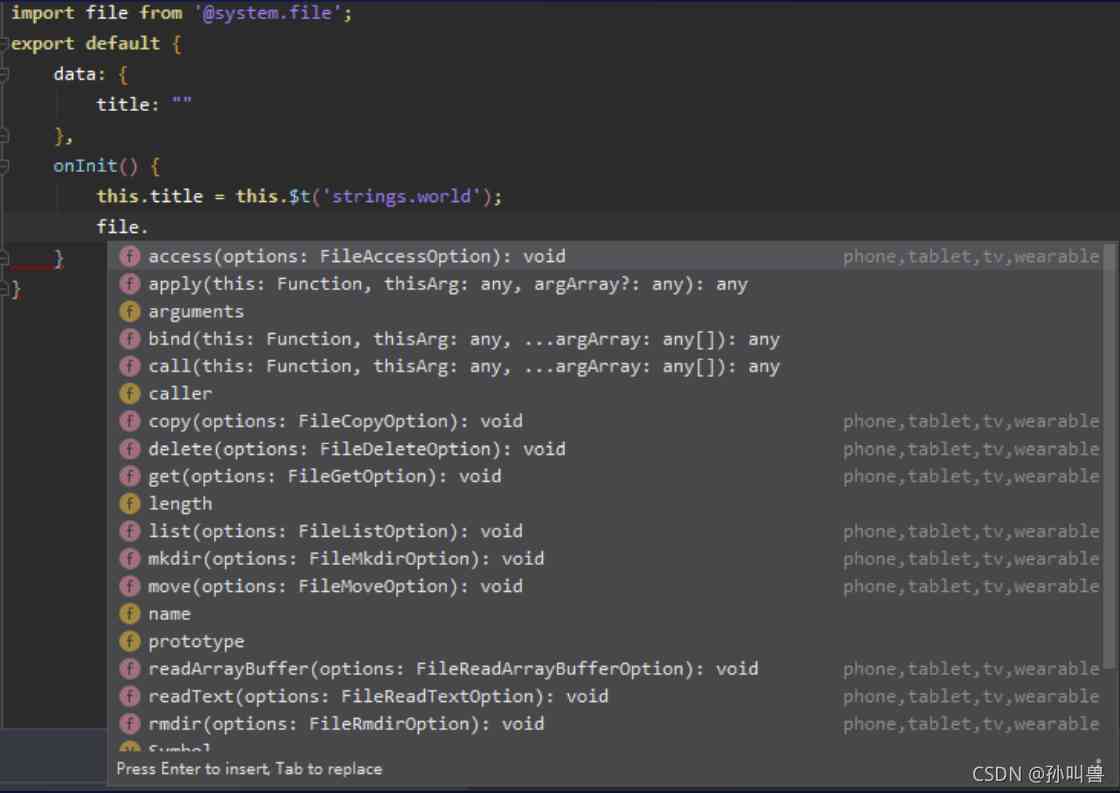 import file from '@system.file';
export default {
data: {
title: ""
},
onInit() {
this.title = this.$t('strings.world');
file.
}
}
access(options: FileAccessOption): void phone,tablet,tv,wearable
apply(this: Function, thisArg: any, argArray?: any): any
arguments
bind(this: Function, thisArg: any, ...argArray: any[]): any
call(this: Function, thisArg: any, ...argArray: any[]): any
caller
copy(options: FileCopyOption): void phone,tablet,tv,wearable
delete(options: FileDeleteOption): void phone,tablet,tv,wearable
get(options: FileGetOption): void phone,tablet,tv,wearable
length
list(options: FileListOption): void phone,tablet,tv,wearable
mkdir(options: FileMkdirOption): void phone,tablet,tv,wearable
move(options: FileMoveOption): void phone,tablet,tv,wearable
name
prototype
readArrayBuffer(options: FileReadArrayBufferOption): void phone,tablet,tv,wearable
readText(options: FileReadTextOption): void phone,tablet,tv,wearable
rmdir(options: FileRmdirOption): void phone,tablet,tv,wearable
Symbol
Press Enter to insert, Tab to replace
CSDN @孙叫兽